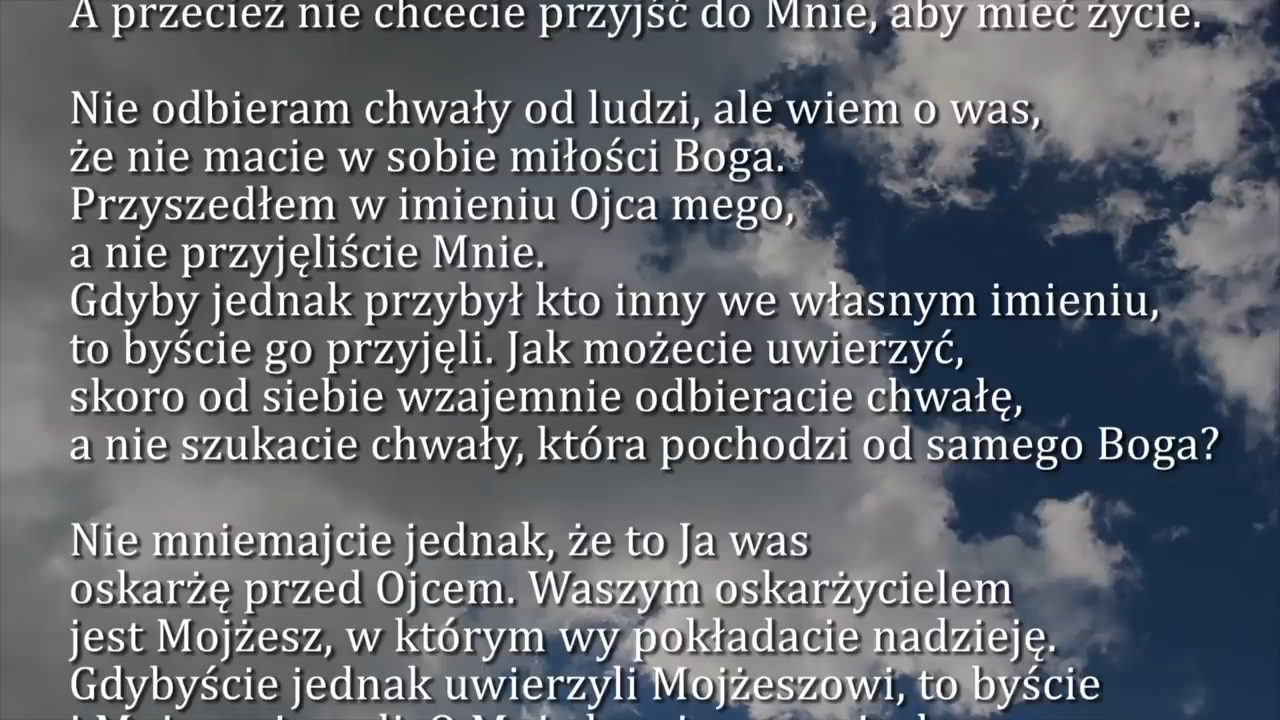 A przecież nie chcecie przyjść do Mnie, aby mieć życie.
Nie odbieram chwały od ludzi, ale wiem o was,
że nie macie w sobie miłości Boga.
Przyszedłem w imieniu Ojca mego,
a nie przyjęliście Mnie.
Gdyby jednak przybył kto inny we własnym imieniu,
to byście go przyjęli. Jak możecie uwierzyć,
skoro od siebie wzajemnie odbieracie chwałę,
a nie szukacie chwały, która pochodzi od samego Boga?
Nie mniemajcie jednak, że to Ja was
oskarżę przed Ojcem. Waszym oskarżycielem
jest Mojżesz, w którym wy pokładacie nadzieję.
Gdybyście jednak uwierzyli Mojżeszowi, to byście